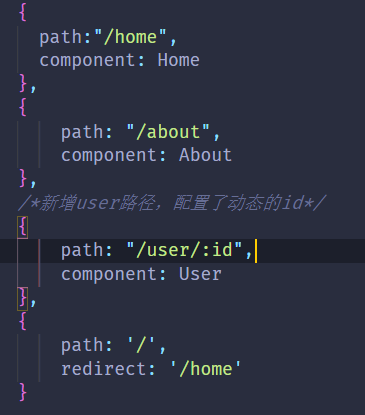 {
path:"/home",
component: Home
},
{
path: "/about",
component: About
},
/*新增user路径，配置了动态的id*/
{
path: "/user/:id",
component: User
},
{
path: '/',
redirect: '/home'
}